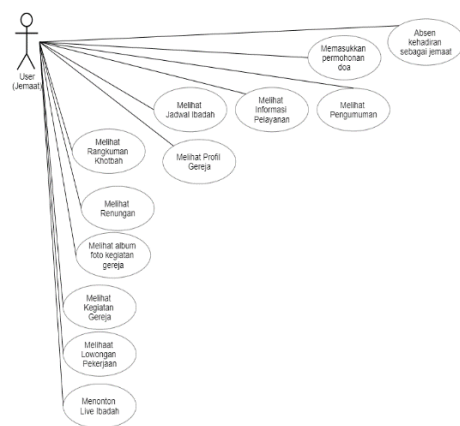 Absen
kehadiran
sebagai jemaat
Memasukkan
permohonan
doa
User
(Jemaat)
Melihat
Jadwal Ibadah
Melihat
Informasi
Pelayanan
Melihat
Pengumuman
Melihat
Rangkuman
Khotbah
Melihat Profil
Gereja
Melihat
Renungan
Melihat album
foto kegiatan
gereja
Melihat
Kegiatan
Gereja
Melihaat
Lowongan
Pekerjaan
Menonton
Live Ibadah